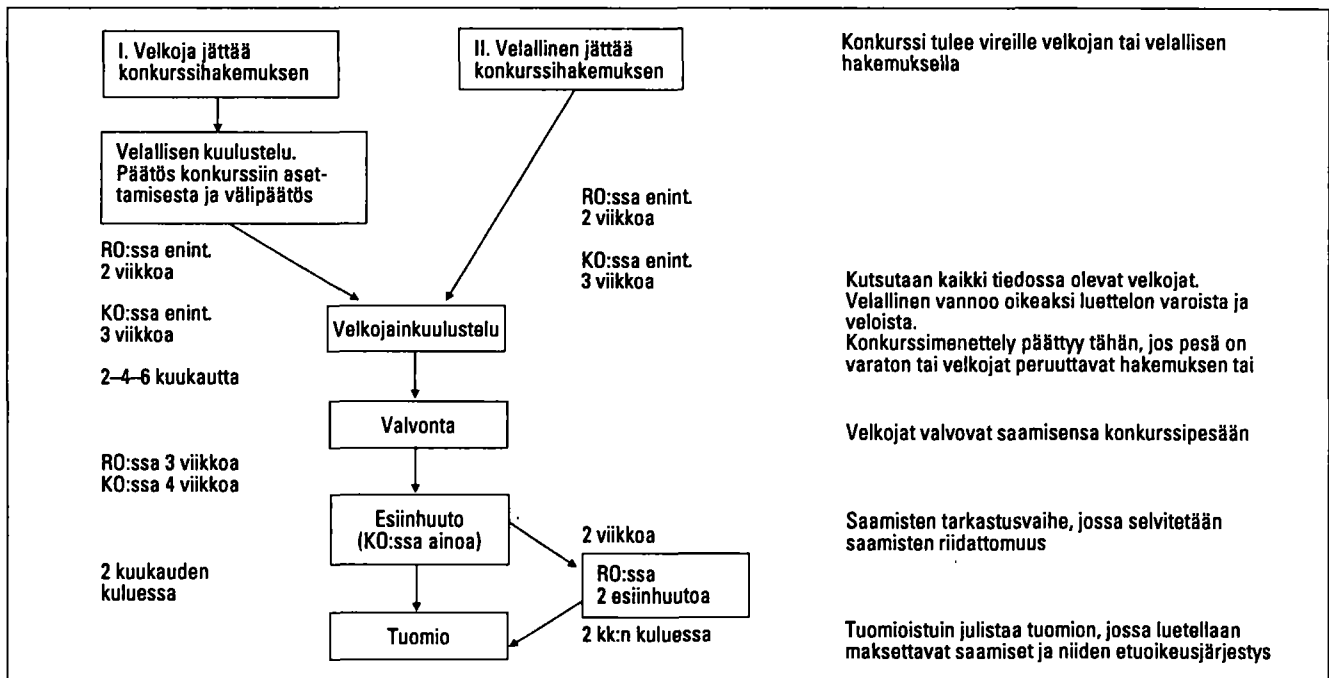 I. Velkoja jättää
konkurssihakemuksen
II. Velallinen jättää
konkurssihakemuksen
Konkurssi tulee vireille velkojan tai velallisen
hakemuksella
Velallisen kuulustelu.
Päätös konkurssiin aset-
tamisesta ja välipäätös
RO:ssa enint.
2 viikkoa
KO:ssa enint.
3 viikkoa
RO:ssa enint.
2 viikkoa
KO:ssa enint.
3 viikkoa
Velkojainkuulustelu
Kutsutaan kaikki tiedossa olevat velkojat.
Velallinen vannoo oikeaksi luettelon varoista ja
veloista.
Konkurssimenettely päättyy tähän, jos pesä on
varaton tai velkojat peruuttavat hakemuksen tai
2–4–6 kuukautta
Valvonta
Velkojat valvovat saamisensa konkurssipesään
RO:ssa 3 viikkoa
KO:ssa 4 viikkoa
Esiinhuuto
(KO:ssa ainoa)
2 viikkoa
RO:ssa
2 esiinhuutoa
Saamisten tarkastusvaihe, jossa selvitetään
saamisten riidattomuus
2 kuukauden
kuluessa
Tuomio
2 kk:n kuluessa
Tuomioistuin julistaa tuomion, jossa luetellaan
maksettavat saamiset ja niiden etuoikeusjärjestys